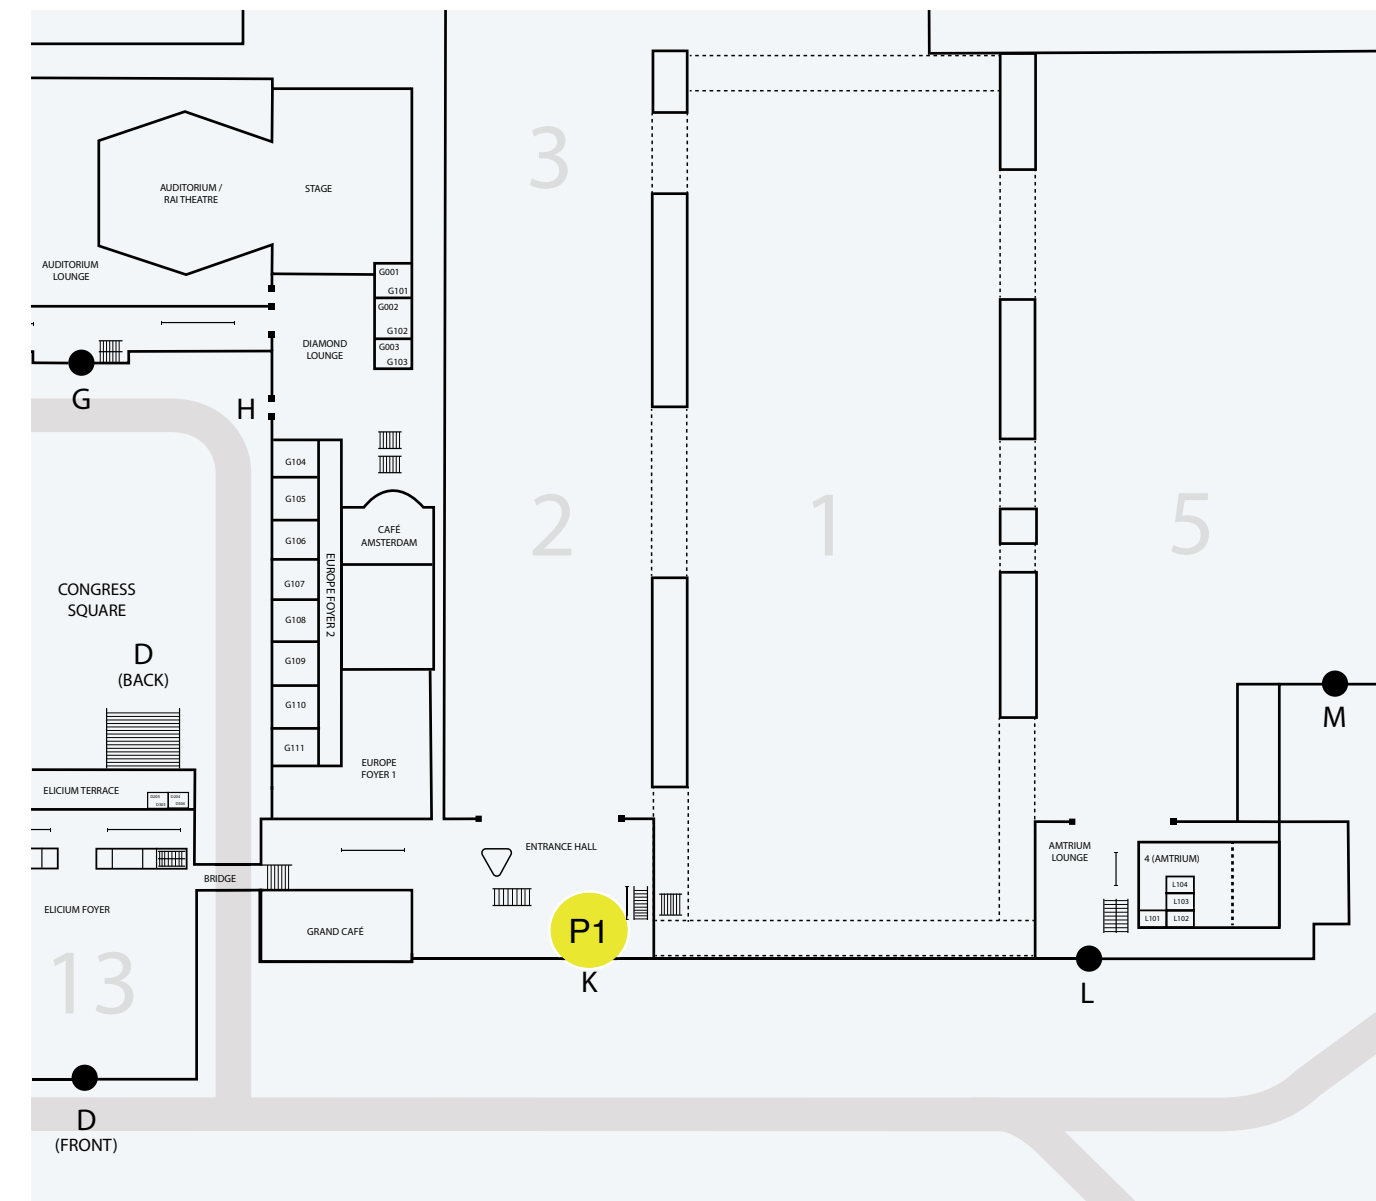 3
AUDITORIUM /
RAI THEATRE
STAGE
AUDITORIUM
LOUNGE
G001
G101
G002
G102
G003
G103
DIAMOND
LOUNGE
G
H
G104
G105
G106
G107
G108
G109
G110
G111
EUROPE FOYER 2
CAFÉ
AMSTERDAM
2
1
5
CONGRESS
SQUARE
D
(BACK)
M
EUROPE
FOYER 1
ELICIUM TERRACE
ENTRANCE HALL
AMTRIUM
LOUNGE
4 (AMTRIUM)
L104
L103
L101
L102
BRIDGE
ELICIUM FOYER
GRAND CAFÉ
P1
K
L
13
D
(FRONT)